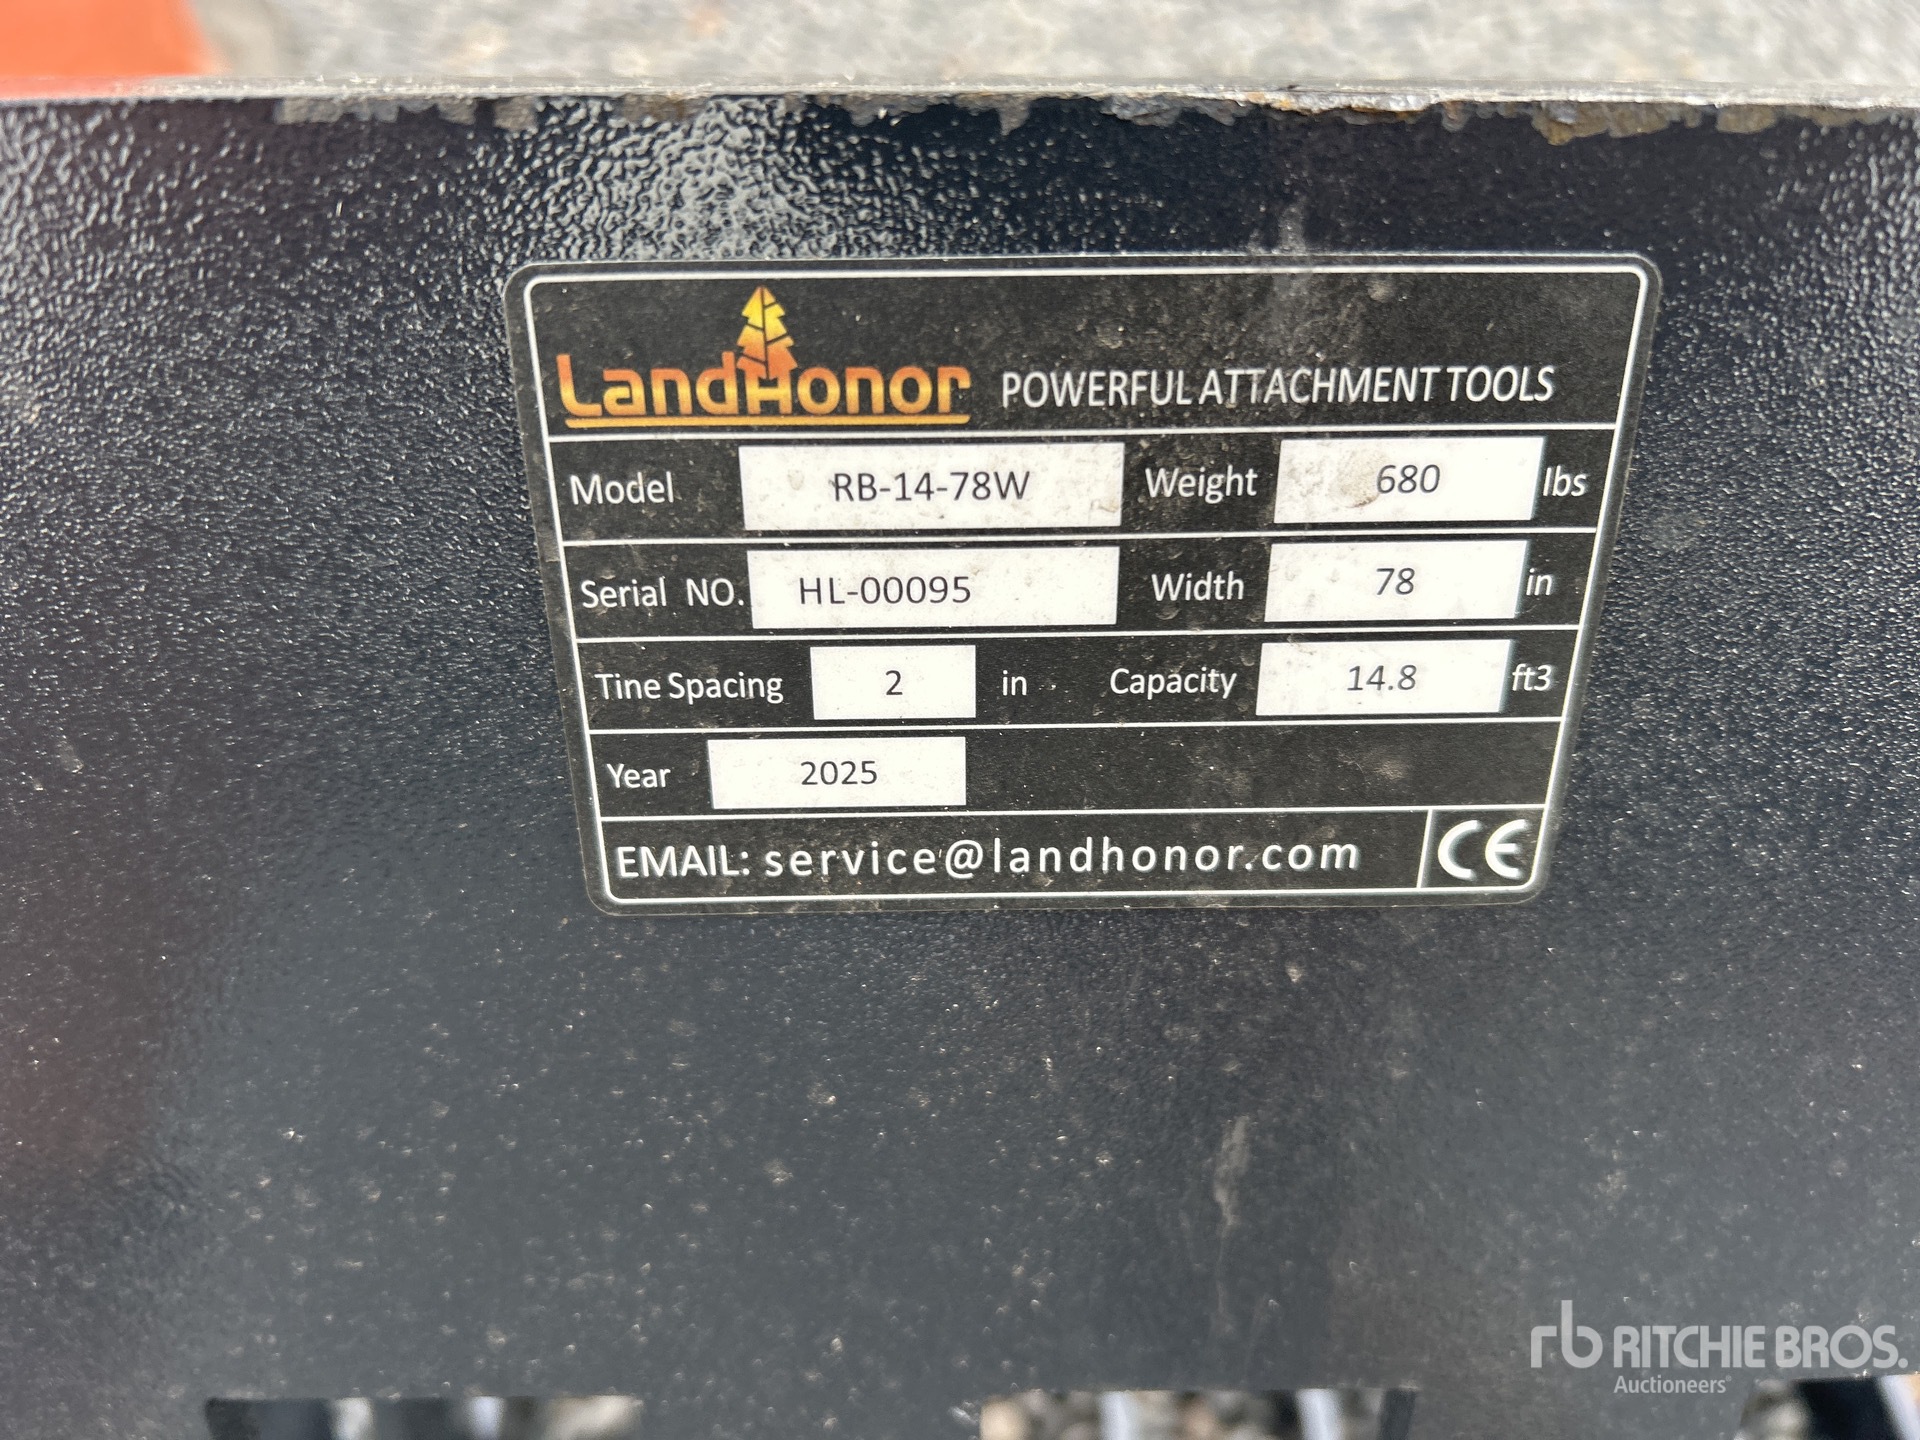 LandHonor POWERFUL ATTACHMENT TOOLS
Model RB-14-78W Weight 680 lbs
Serial NO. HL-00095 Width 78 in
Tine Spacing 2 in Capacity 14.8 ft3
Year 2025
EMAIL: service@landhonor.com CE
rb RITCHIE BROS.
Auctioneers